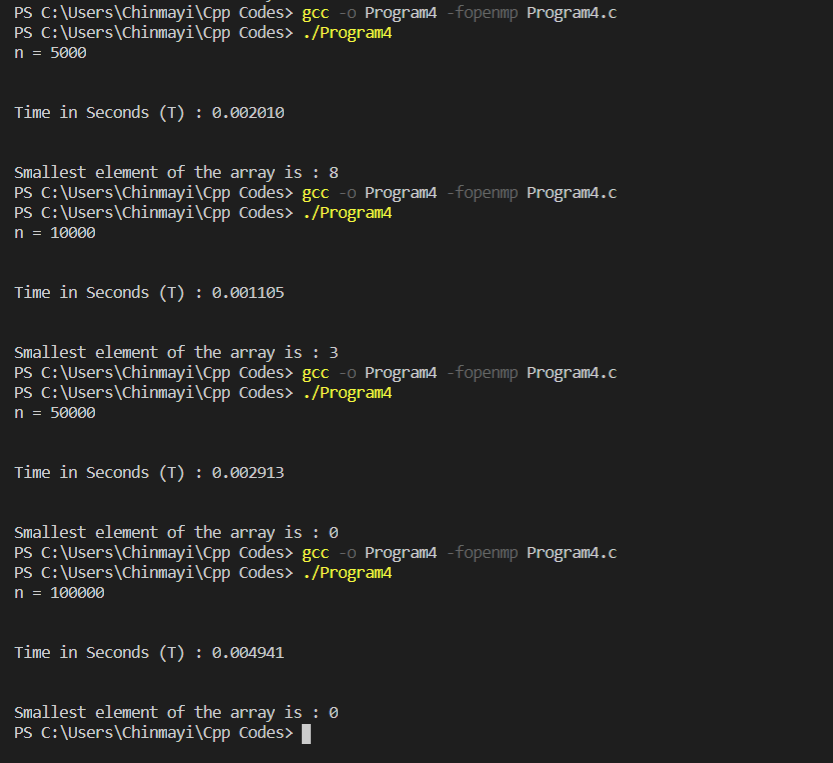 PS C:\Users\Chinmayi\Cpp Codes> gcc -o Program4 -fopenmp Program4.c
PS C:\Users\Chinmayi\Cpp Codes> ./Program4
n = 5000
Time in Seconds (T) : 0.002010
Smallest element of the array is : 8
PS C:\Users\Chinmayi\Cpp Codes> gcc -o Program4 -fopenmp Program4.c
PS C:\Users\Chinmayi\Cpp Codes> ./Program4
n = 10000
Time in Seconds (T) : 0.001105
Smallest element of the array is : 3
PS C:\Users\Chinmayi\Cpp Codes> gcc -o Program4 -fopenmp Program4.c
PS C:\Users\Chinmayi\Cpp Codes> ./Program4
n = 50000
Time in Seconds (T) : 0.002913
Smallest element of the array is : 0
PS C:\Users\Chinmayi\Cpp Codes> gcc -o Program4 -fopenmp Program4.c
PS C:\Users\Chinmayi\Cpp Codes> ./Program4
n = 100000
Time in Seconds (T) : 0.004941
Smallest element of the array is : 0
PS C:\Users\Chinmayi\Cpp Codes>